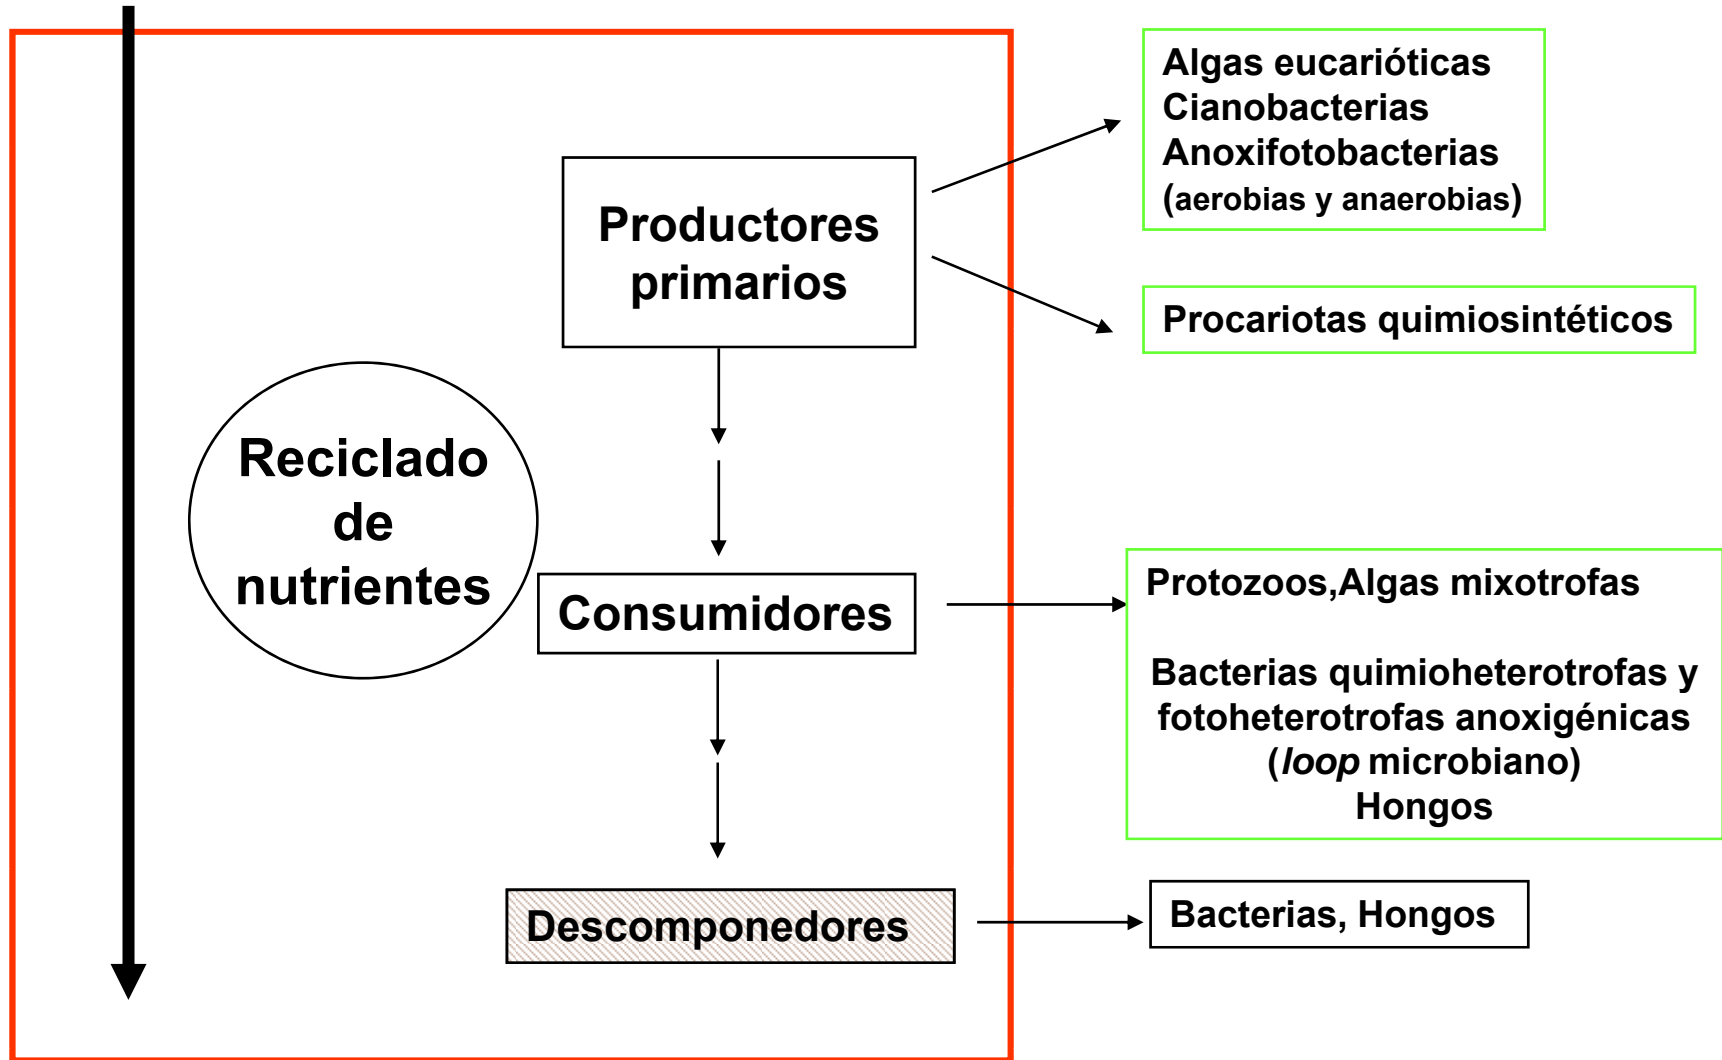 Algas eucarióticas
Cianobacterias
Anoxifotobacterias
(aerobias y anaerobias)
Productores
primarios
Procariotas quimiosintéticos
Reciclado
de
nutrientes
Consumidores
Protozoos,Algas mixotrofas
Bacterias quimioheterotrofas y
fotoheterotrofas anoxigénicas
(loop microbiano)
Hongos
Descomponedores
Bacterias, Hongos